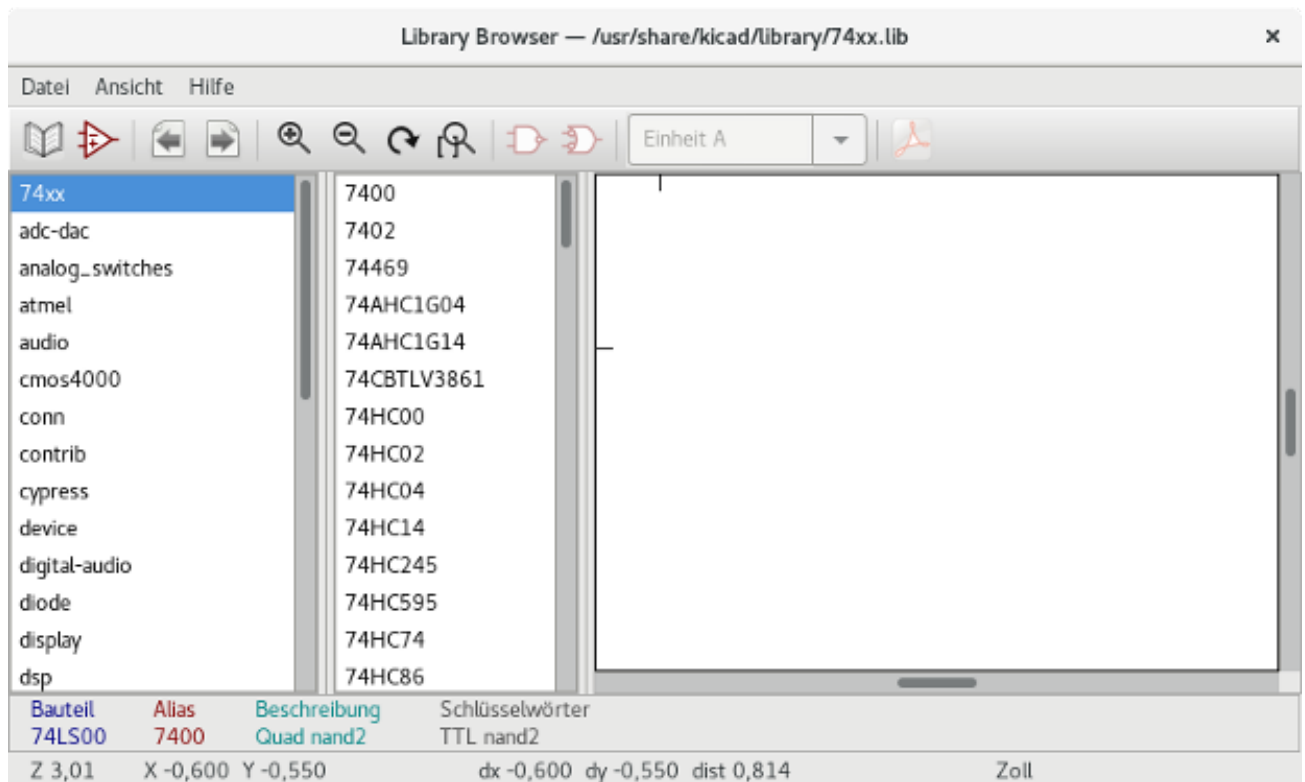 Library Browser — /usr/share/kicad/library/74xx.lib
Datei Ansicht Hilfe
Einheit A
74xx
adc-dac
analog_switches
atmel
audio
cmos4000
conn
contrib
cypress
device
digital-audio
diode
display
dsp
7400
7402
74469
74AHC1G04
74AHC1G14
74CBTLV3861
74HC00
74HC02
74HC04
74HC14
74HC245
74HC595
74HC74
74HC86
Bauteil Alias Beschreibung Schlüsselwörter
74LS00 7400 Quad nand2 TTL nand2
Z 3,01 X -0,600 Y -0,550 dx -0,600 dy -0,550 dist 0,814 Zoll